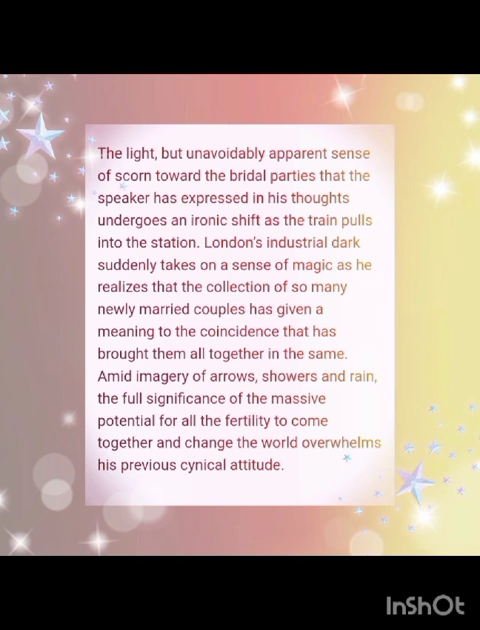 The light, but unavoidably apparent sense
of scorn toward the bridal parties that the
speaker has expressed in his thoughts
undergoes an ironic shift as the train pulls
into the station. London's industrial dark
suddenly takes on a sense of magic as he
realizes that the collection of so many
newly married couples has given a
meaning to the coincidence that has
brought them all together in the same.
Amid imagery of arrows, showers and rain,
the full significance of the massive
potential for all the fertility to come
together and change the world overwhelms
his previous cynical attitude.
InShOt